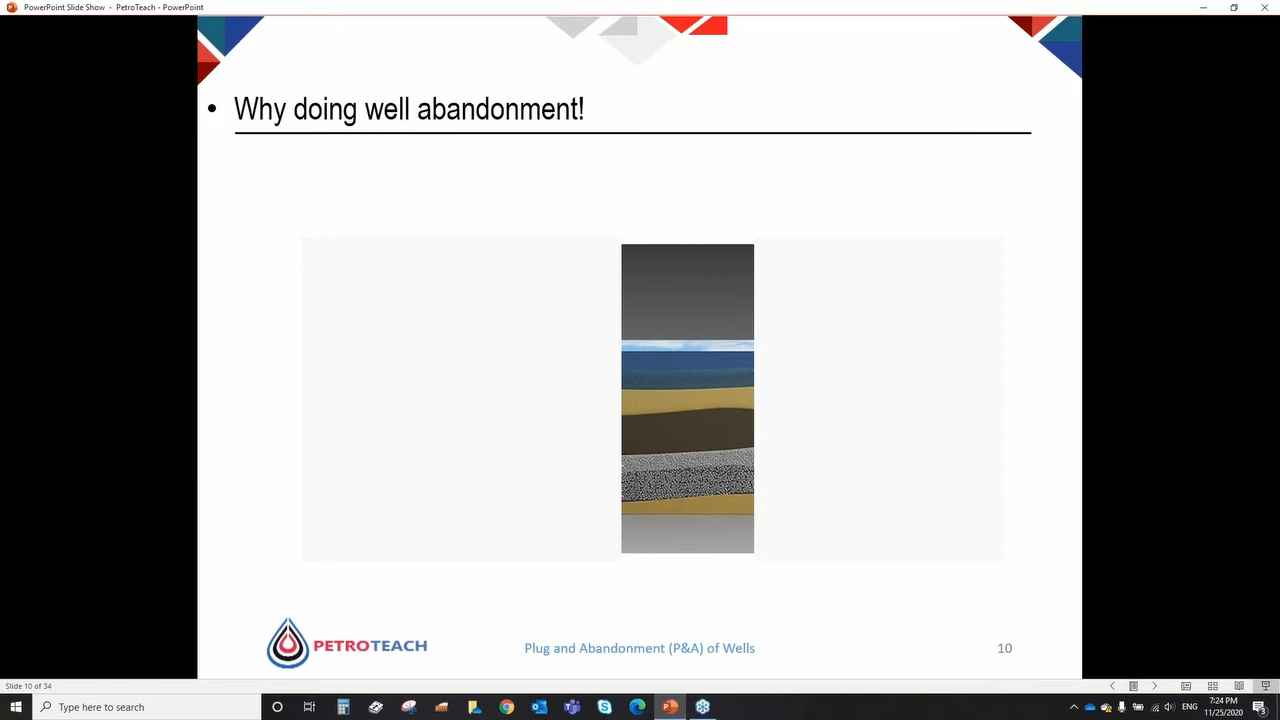 PowerPoint Slide Show - PetroTeach - PowerPoint
• Why doing well abandonment!
PETROTEACH
Plug and Abandonment (P&A) of Wells
10
Slide 10 of 34
Type here to search
ENG
7:24 PM
11/25/2020
3